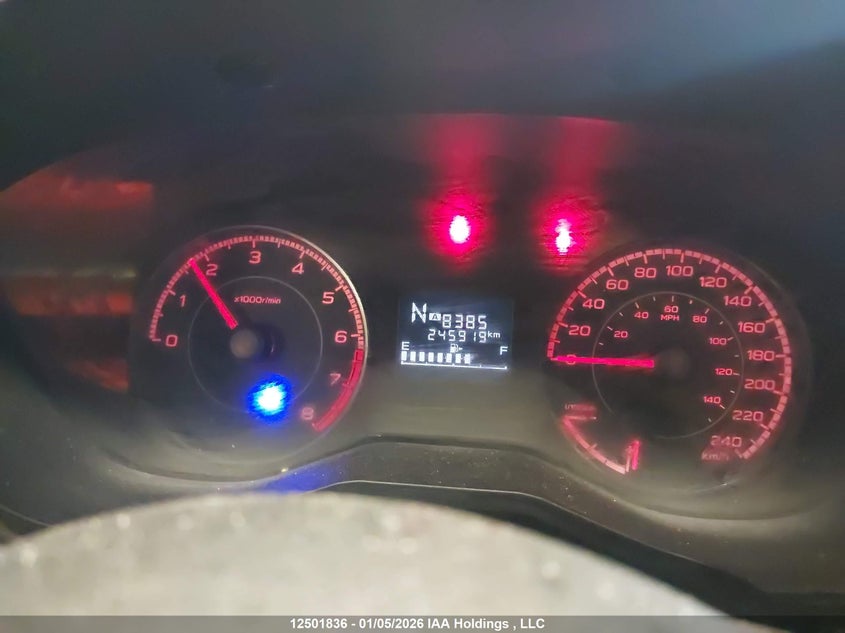 0 1 2 3 4 5 6 7 8
x1000r/min
N A 8385
245919km
E F
0 20 40 60 80 100 120 140 160 180 200 220 240
km/h
20 40 60 80 100 120 140
MPH
12501836 - 01/05/2026 IAA Holdings , LLC